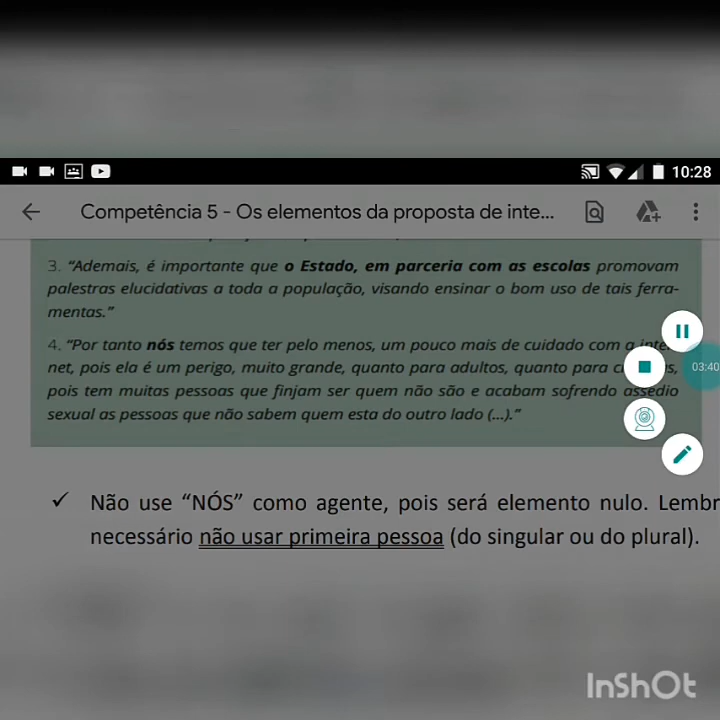 10:28
Competência 5 - Os elementos da proposta de inte...
3. “Ademais, é importante que o Estado, em parceria com as escolas promovam
palestras elucidativas a toda a população, visando ensinar o bom uso de tais ferra-
mentas.”
4. “Por tanto nós temos que ter pelo menos, um pouco mais de cuidado com a
net, pois ela é um perigo, muito grande, quanto para adultos, quanto para
pois tem muitas pessoas que finjam ser quem não são e acabam sofrendo assédio
sexual as pessoas que não sabem quem esta do outro lado (...).”
03:40
✓ Não use “NÓS” como agente, pois será elemento nulo. Lembr
necessário não usar primeira pessoa (do singular ou do plural).
InShOt